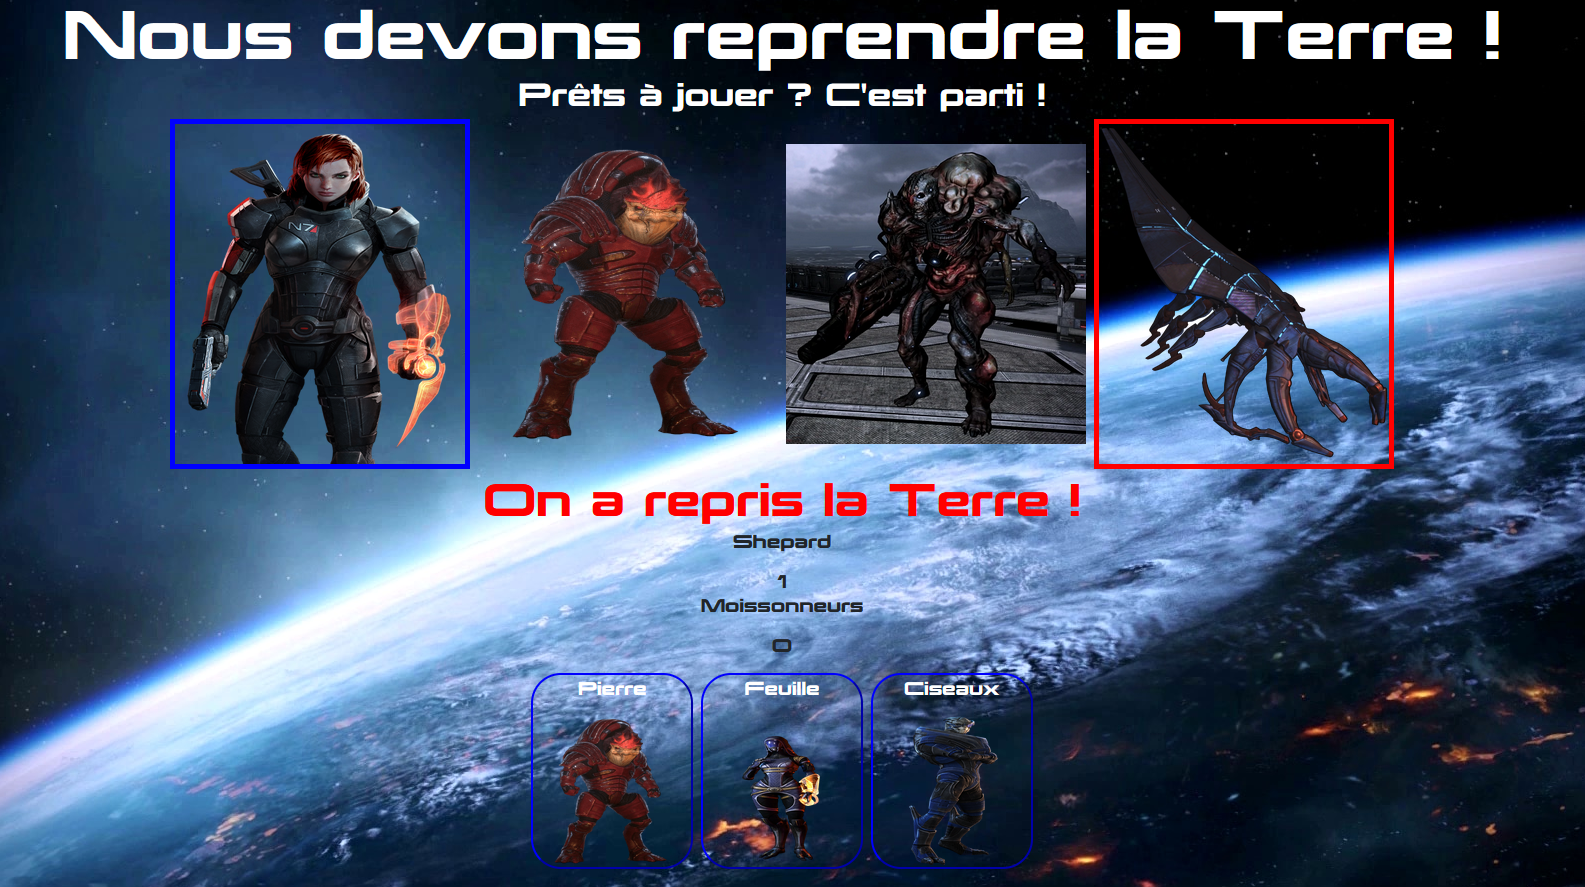 Nous devons reprendre la Terre !
Prêts à jouer ? C'est parti !
N7
On a repris la Terre !
Shepard
1
Moissonneurs
0
Pierre
Feuille
Ciseaux